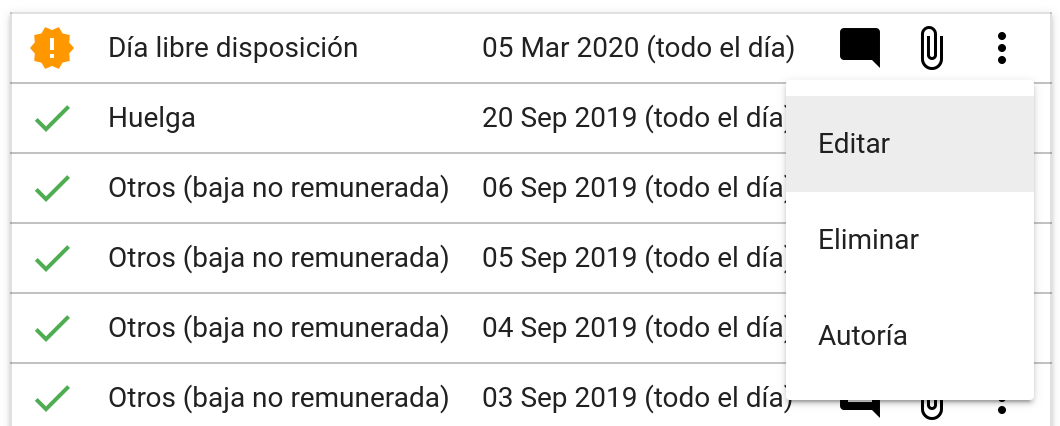 Día libre disposición 05 Mar 2020 (todo el día)
Huelga 20 Sep 2019 (todo el día)
Editar
Otros (baja no remunerada) 06 Sep 2019 (todo el día)
Otros (baja no remunerada) 05 Sep 2019 (todo el día)
Eliminar
Otros (baja no remunerada) 04 Sep 2019 (todo el día)
Autoría
Otros (baja no remunerada) 03 Sep 2019 (todo el día)